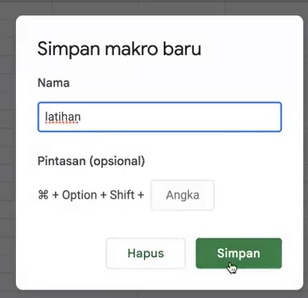 Simpan makro baru
Nama
latihan
Pintasan (opsional)
⌘ + Option + Shift + Angka
Hapus Simpan